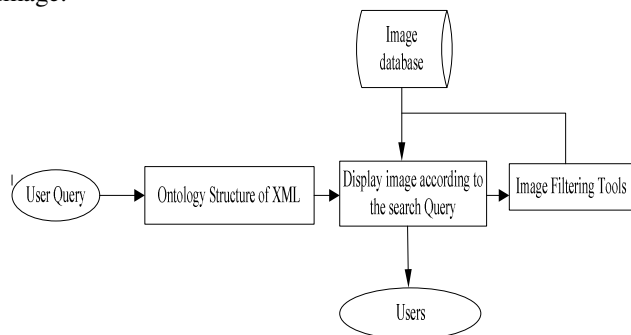 image.
Image
database
User Query
Ontology Structure of XML
Display image according to
the search Query
Image Filtering Tools
Users